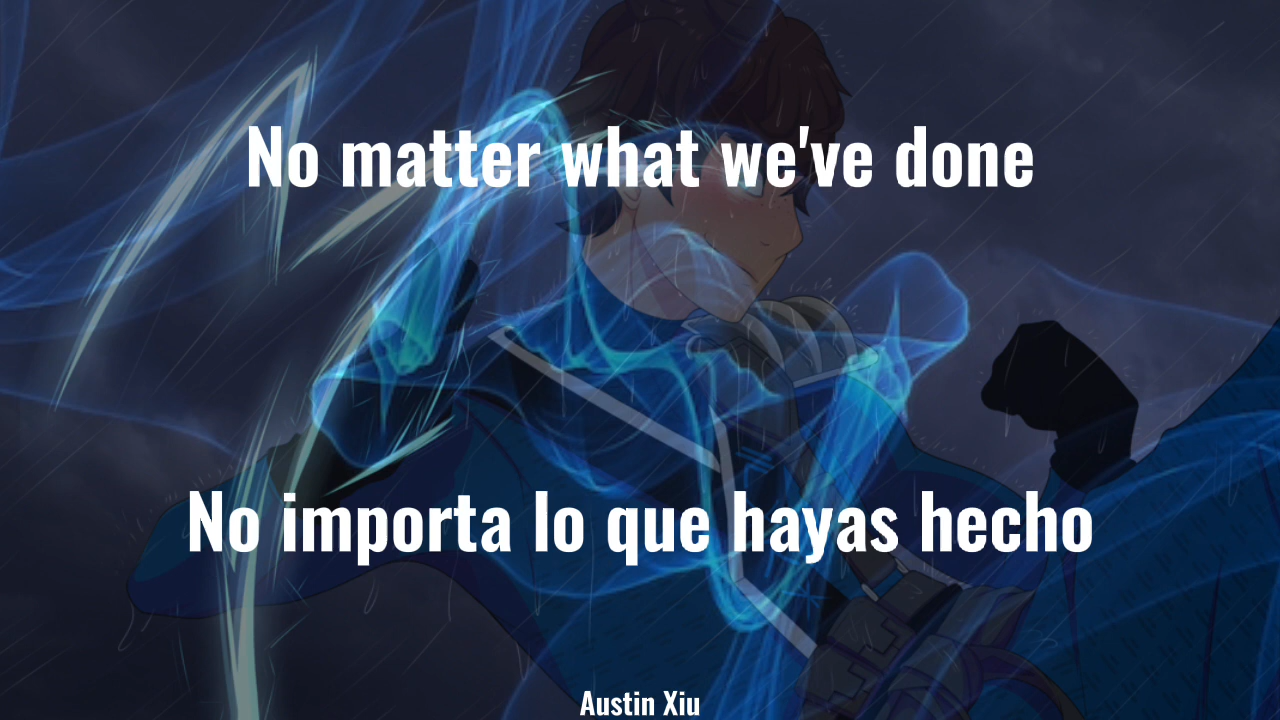 No matter what we've done
No importa lo que hayas hecho
Austin Xiu